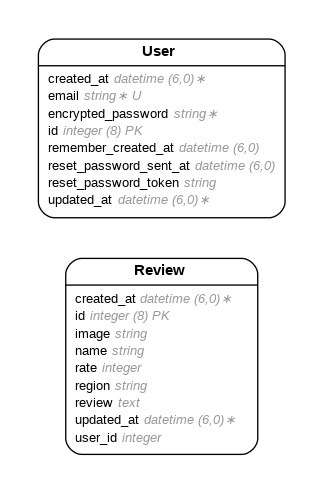 User
created_at datetime (6,0)∗
email string∗ U
encrypted_password string∗
id integer (8) PK
remember_created_at datetime (6,0)
reset_password_sent_at datetime (6,0)
reset_password_token string
updated_at datetime (6,0)∗
Review
created_at datetime (6,0)∗
id integer (8) PK
image string
name string
rate integer
region string
review text
updated_at datetime (6,0)∗
user_id integer